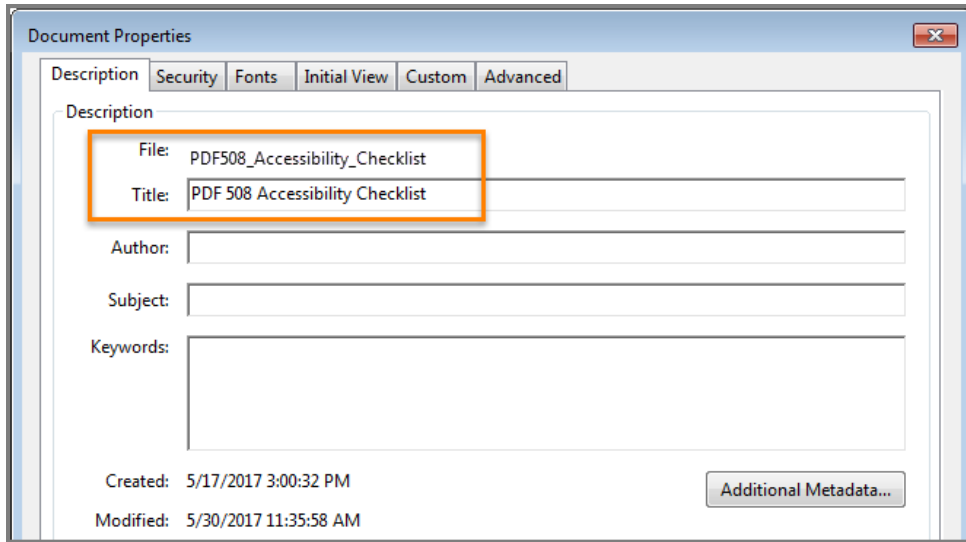 Document Properties
Description Security Fonts Initial View Custom Advanced
Description
File: PDF508_Accessibility_Checklist
Title: PDF 508 Accessibility Checklist
Author:
Subject:
Keywords:
Created: 5/17/2017 3:00:32 PM
Additional Metadata...
Modified: 5/30/2017 11:35:58 AM